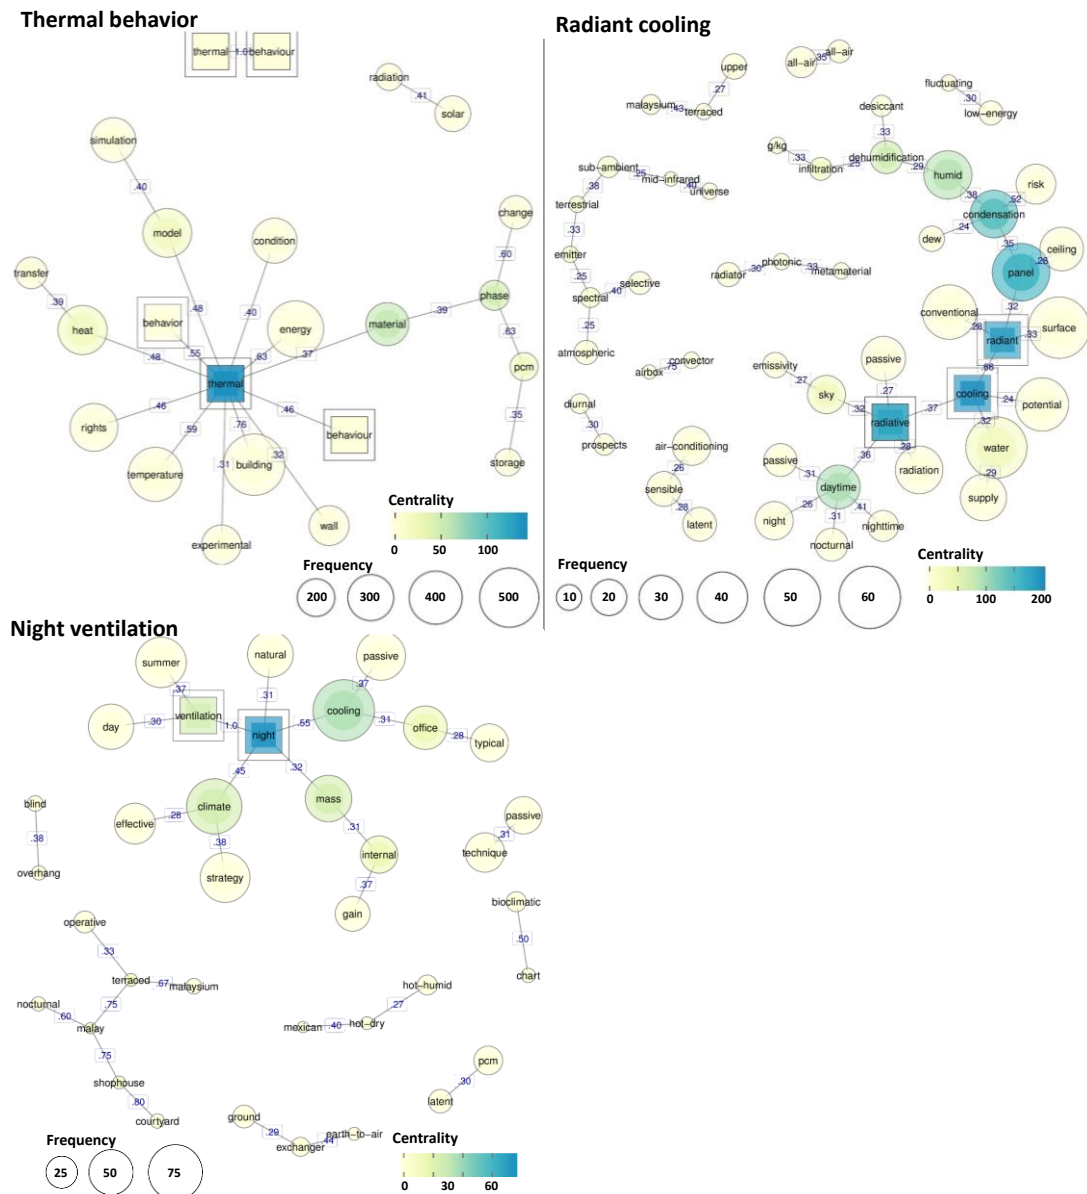 Thermal behavior
thermal 1.0 behaviour
radiation
.41
solar
simulation
.40
model
condition
change
.60
transfer
.39
heat
.48
behavior
.40
energy
material
.39
phase
.48
.55
.63
.37
.63
pcm
thermal
.46
.46
rights
.59
.76
behaviour
.35
.31
.32
temperature
building
storage
wall
experimental
Centrality
0 50 100
Frequency
200 300 400 500
Radiant cooling
upper
all-air .35 all-air
.27
malaysium .43 terraced
fluctuating
.30
low-energy
desiccant
.33
g/kg
.33
infiltration .25 dehumidification
.29
humid
sub-ambient
.25
mid-infrared
.40
universe
.38
terrestrial
.38
.52
risk
condensation
.24
dew
.33
.35
ceiling
emitter
.28
panel
.25
selective
.40
spectral
radiator .30 photonic .33 metamaterial
.32
conventional
.28
surface
.33
radiant
.25
atmospheric
airbox .75 convector
emissivity
passive
.88
.27
sky
.27
cooling
.24
potential
.32
.37
radiative
.32
water
diurnal
.30
prospects
air-conditioning
.26
sensible
.28
latent
.36
.28
radiation
passive
.31
daytime
.29
supply
.26
night
.31
.41
nighttime
nocturnal
Frequency
10 20 30 40 50 60
Centrality
0 100 200
Night ventilation
summer
natural
passive
.37
.31
.37
ventilation
cooling
.31
office
day
.30
1.0
night
.55
.28
typical
.45
.32
climate
mass
effective
.28
.38
.31
strategy
internal
.37
gain
blind
.38
overhang
passive
.31
technique
bioclimatic
.50
chart
operative
.33
terraced
.67
malaysium
nocturnal
.60
.75
malay
.75
shophouse
.80
courtyard
hot-humid
.27
mexican .40 hot-dry
pcm
.30
latent
ground
.29
exchanger
.44
earth-to-air
Frequency
25 50 75
Centrality
0 30 60